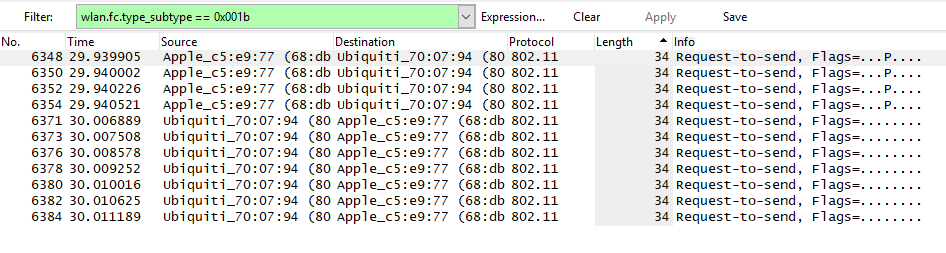 Filter: wlan.fc.type_subtype == 0x001b Expression... Clear Apply Save
No. Time Source Destination Protocol Length Info
6348 29.939905 Apple_c5:e9:77 (68:db Ubiquiti_70:07:94 (80 802.11 34 Request-to-send, Flags=...P....
6350 29.940002 Apple_c5:e9:77 (68:db Ubiquiti_70:07:94 (80 802.11 34 Request-to-send, Flags=...P....
6352 29.940226 Apple_c5:e9:77 (68:db Ubiquiti_70:07:94 (80 802.11 34 Request-to-send, Flags=...P....
6354 29.940521 Apple_c5:e9:77 (68:db Ubiquiti_70:07:94 (80 802.11 34 Request-to-send, Flags=...P....
6371 30.006889 Ubiquiti_70:07:94 (80 Apple_c5:e9:77 (68:db 802.11 34 Request-to-send, Flags=........
6373 30.007508 Ubiquiti_70:07:94 (80 Apple_c5:e9:77 (68:db 802.11 34 Request-to-send, Flags=........
6376 30.008578 Ubiquiti_70:07:94 (80 Apple_c5:e9:77 (68:db 802.11 34 Request-to-send, Flags=........
6378 30.009252 Ubiquiti_70:07:94 (80 Apple_c5:e9:77 (68:db 802.11 34 Request-to-send, Flags=........
6380 30.010016 Ubiquiti_70:07:94 (80 Apple_c5:e9:77 (68:db 802.11 34 Request-to-send, Flags=........
6382 30.010625 Ubiquiti_70:07:94 (80 Apple_c5:e9:77 (68:db 802.11 34 Request-to-send, Flags=........
6384 30.011189 Ubiquiti_70:07:94 (80 Apple_c5:e9:77 (68:db 802.11 34 Request-to-send, Flags=........